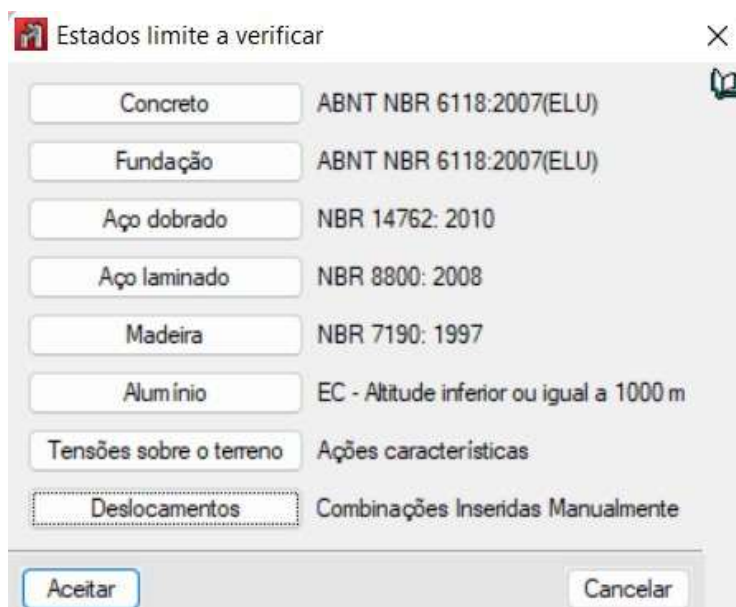 Estados limite a verificar
Concreto ABNT NBR 6118:2007(ELU)
Fundação ABNT NBR 6118:2007(ELU)
Aço dobrado NBR 14762: 2010
Aço laminado NBR 8800: 2008
Madeira NBR 7190: 1997
Alumínio EC - Altitude inferior ou igual a 1000 m
Tensões sobre o terreno Ações características
Deslocamentos Combinações Inseridas Manualmente
Aceitar Cancelar